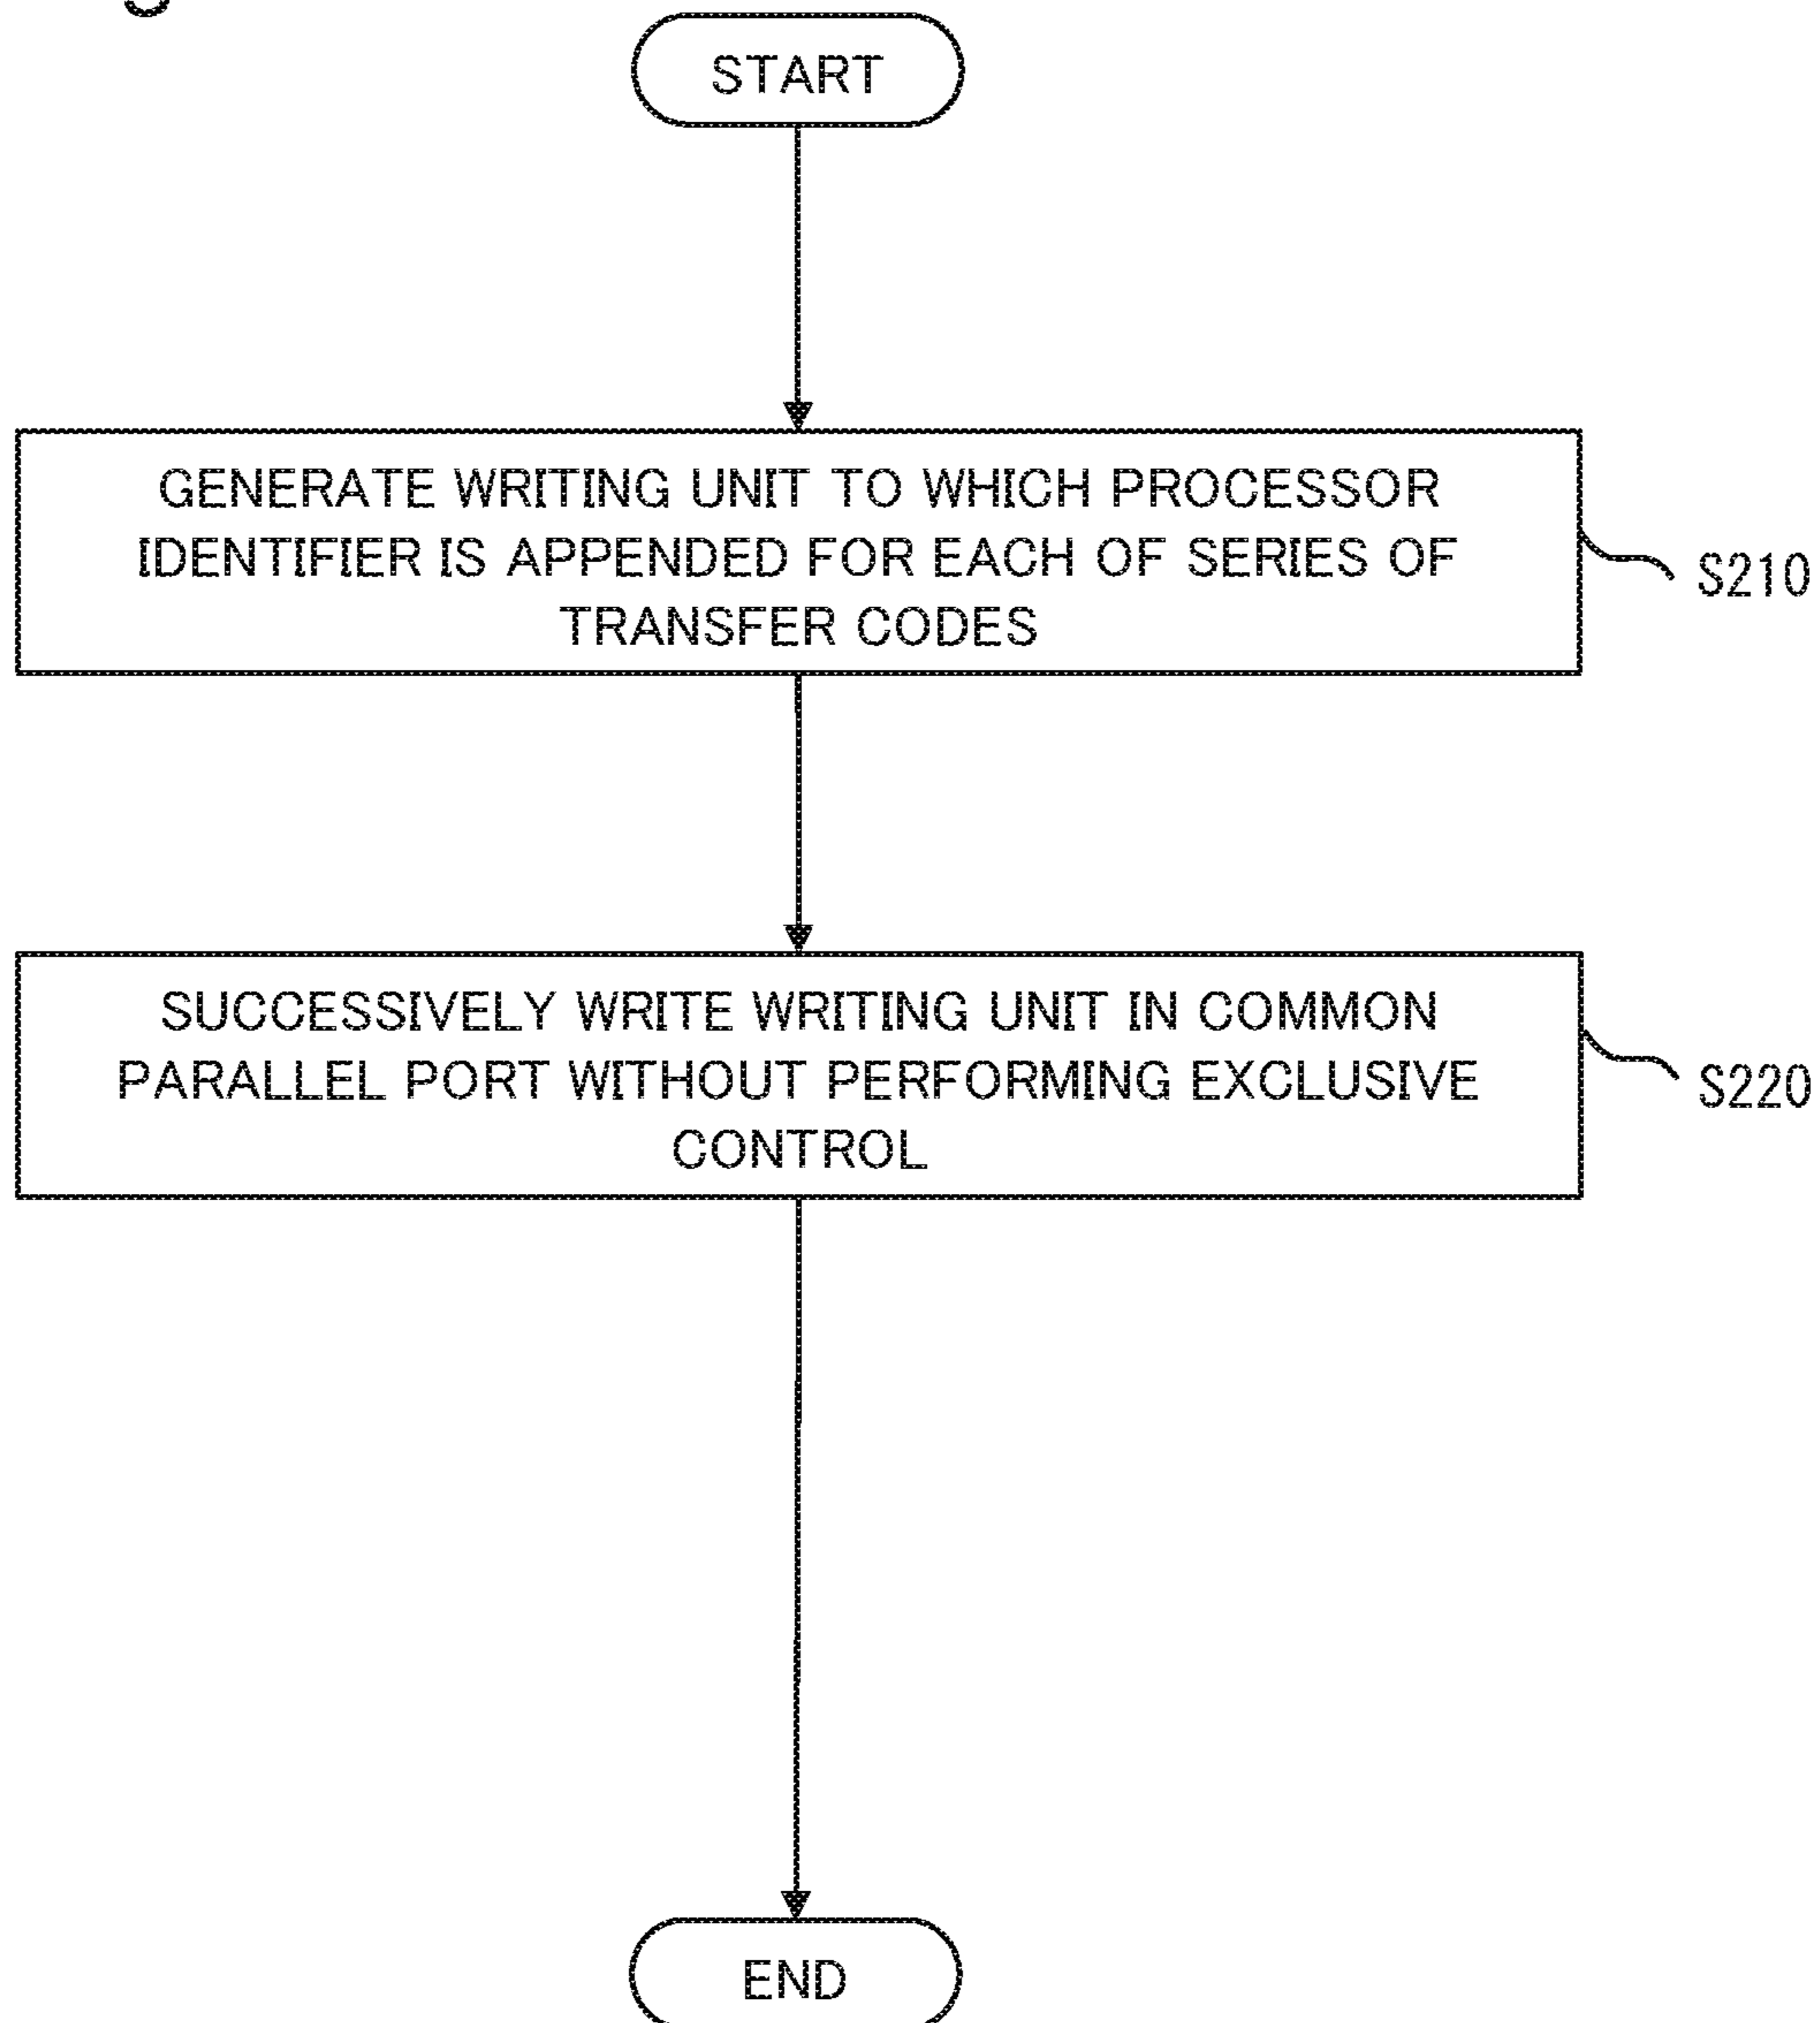 START
GENERATE WRITING UNIT TO WHICH PROCESSOR
IDENTIFIER IS APPENDED FOR EACH OF SERIES OF
TRANSFER CODES
S210
SUCCESSIVELY WRITE WRITING UNIT IN COMMON
PARALLEL PORT WITHOUT PERFORMING EXCLUSIVE
CONTROL
S220
END